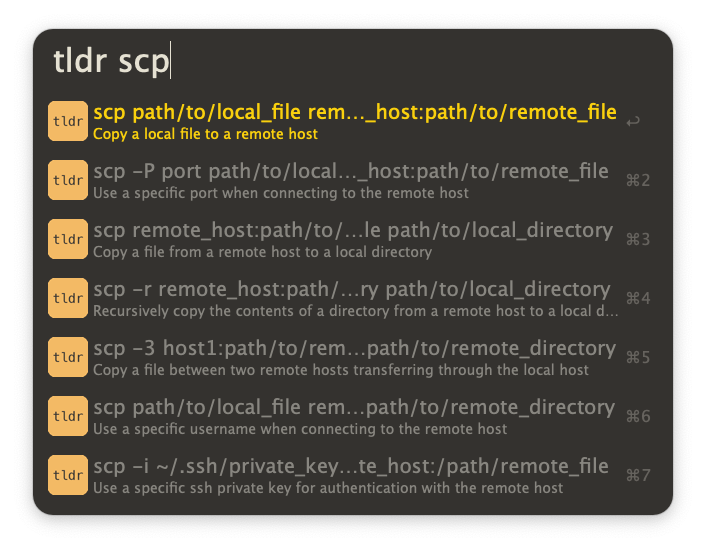 tldr scp
tldr
scp path/to/local_file rem…_host:path/to/remote_file
↩
Copy a local file to a remote host
tldr
scp -P port path/to/local…_host:path/to/remote_file
⌘2
Use a specific port when connecting to the remote host
tldr
scp remote_host:path/to/…le path/to/local_directory
⌘3
Copy a file from a remote host to a local directory
tldr
scp -r remote_host:path/…ry path/to/local_directory
⌘4
Recursively copy the contents of a directory from a remote host to a local d…
tldr
scp -3 host1:path/to/rem…path/to/remote_directory
⌘5
Copy a file between two remote hosts transferring through the local host
tldr
scp path/to/local_file rem…path/to/remote_directory
⌘6
Use a specific username when connecting to the remote host
tldr
scp -i ~/.ssh/private_key…te_host:/path/remote_file
⌘7
Use a specific ssh private key for authentication with the remote host